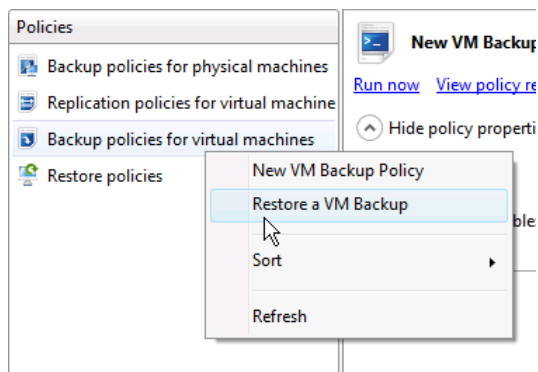 Policies
Backup policies for physical machines
Replication policies for virtual machine
Backup policies for virtual machines
Restore policies
New VM Backup
Run now View policy re
Hide policy properti
New VM Backup Policy
Restore a VM Backup
Sort
Refresh